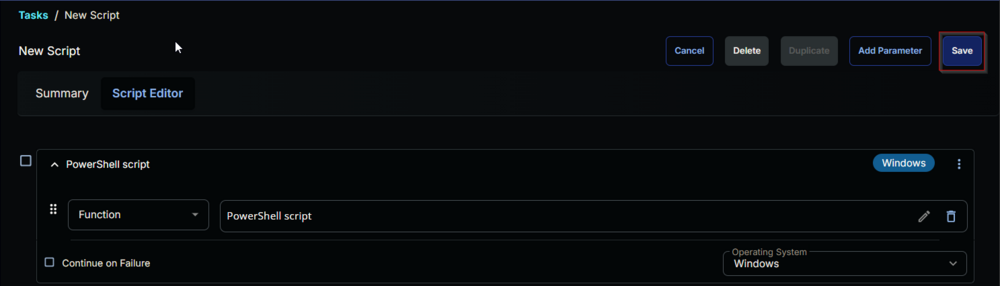 Tasks / New Script
New Script
Cancel Delete Duplicate Add Parameter Save
Summary Script Editor
PowerShell script Windows
Function PowerShell script
Continue on Failure
Operating System
Windows